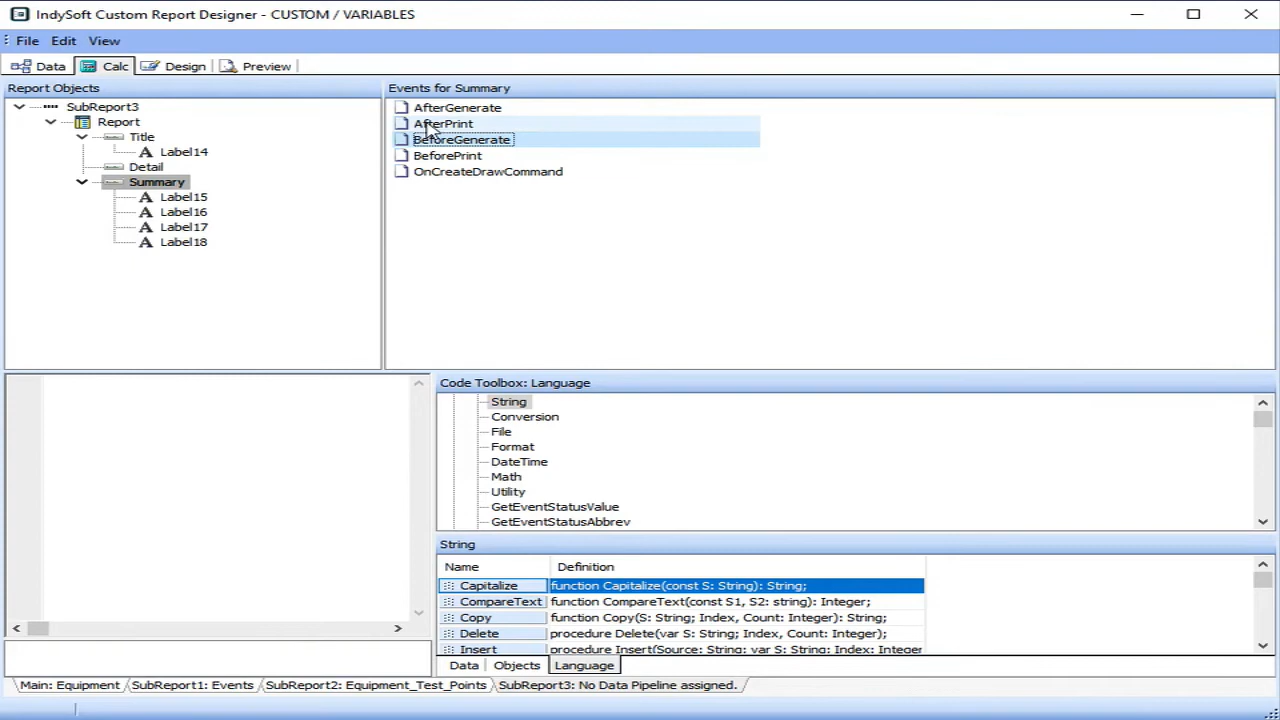 IndySoft Custom Report Designer - CUSTOM / VARIABLES
File Edit View
Data Calc Design Preview
Report Objects
SubReport3
Report
Title
Label14
Detail
Summary
Label15
Label16
Label17
Label18
Events for Summary
AfterGenerate
AfterPrint
BeforeGenerate
BeforePrint
OnCreateDrawCommand
Code Toolbox: Language
String
Conversion
File
Format
DateTime
Math
Utility
GetEventStatusValue
GetEventStatusAbbrev
String
Name Definition
Capitalize function Capitalize(const S: String): String;
CompareText function CompareText(const S1, S2: string): Integer;
Copy function Copy(S: String; Index, Count: Integer): String;
Delete procedure Delete(var S: String; Index, Count: Integer);
Insert procedure Insert(Source: String; var S: String; Index: Integer
Data Objects Language
Main: Equipment SubReport1: Events SubReport2: Equipment_Test_Points SubReport3: No Data Pipeline assigned.